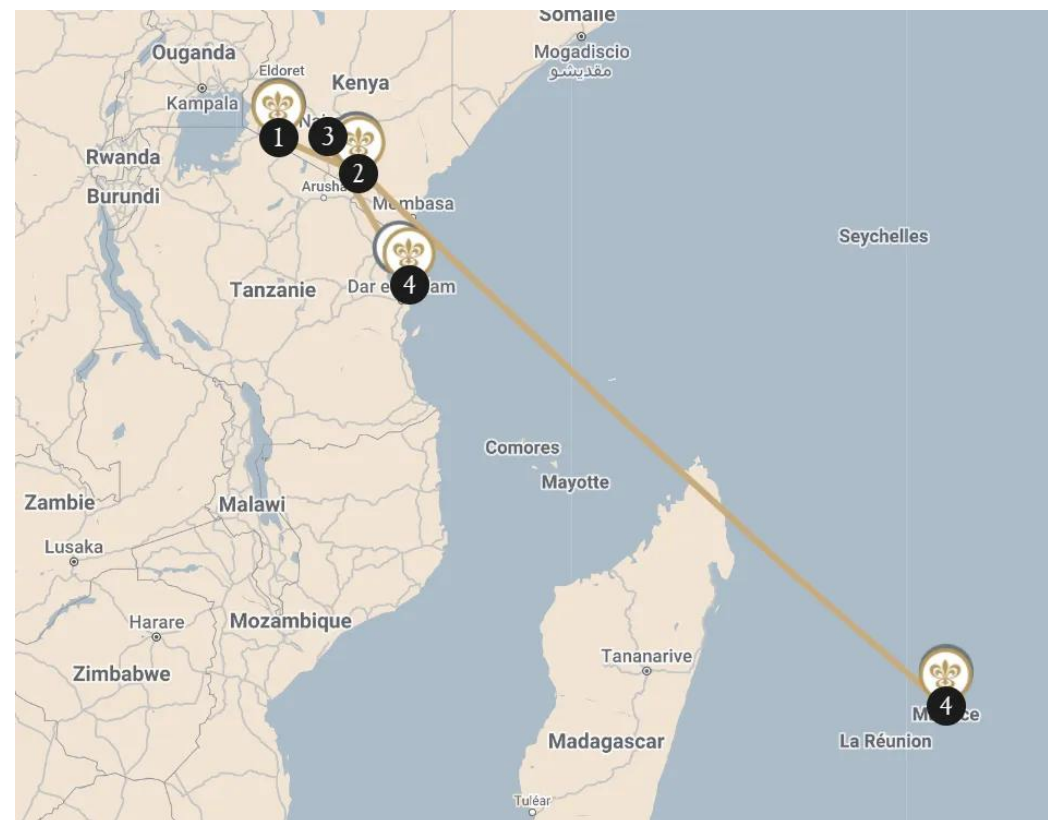 Somalie
Mogadiscio
مقديشو
Ouganda
Eldoret
Kenya
Kampala
1
3
2
Rwanda
Burundi
Arusha
Mombasa
Seychelles
Tanzanie
4
Comores
Mayotte
Zambie
Malawi
Lusaka
Harare
Mozambique
Zimbabwe
Tananarive
4
La Réunion
Madagascar
Tuléar